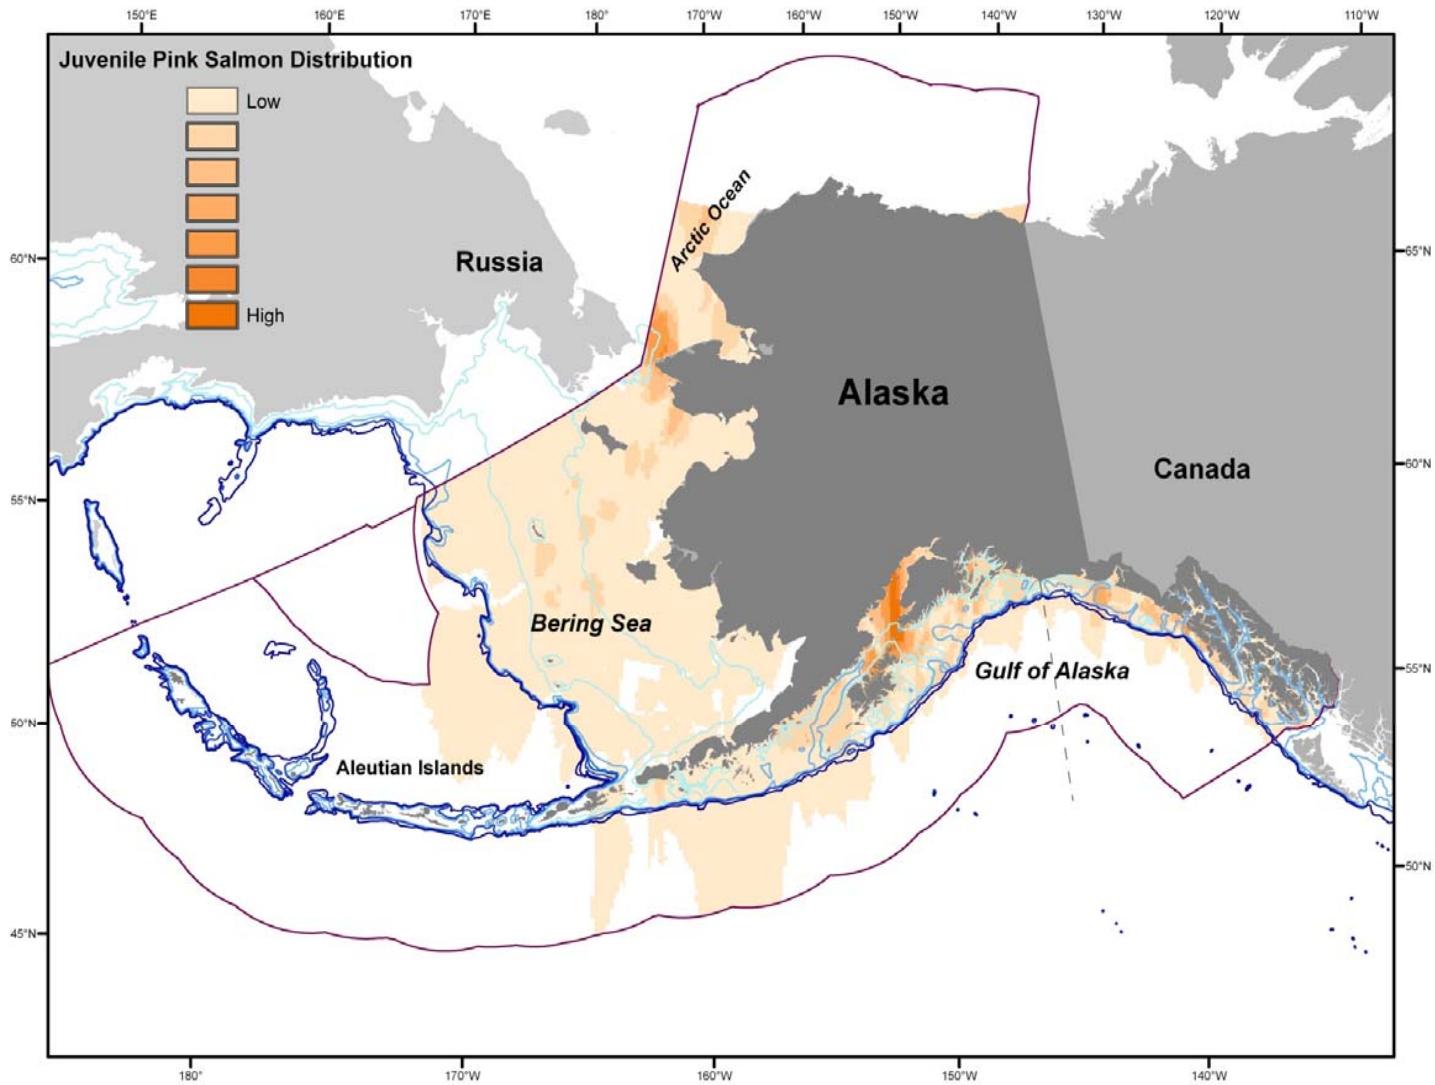 150°E 160°E 170°E 180° 170°W 160°W 150°W 140°W 130°W 120°W 110°W
Juvenile Pink Salmon Distribution
Low
High
Arctic Ocean
Russia
60°N
65°N
Alaska
Canada
60°N
55°N
Bering Sea
Gulf of Alaska
55°N
50°N
Aleutian Islands
50°N
45°N
180° 170°W 160°W 150°W 140°W